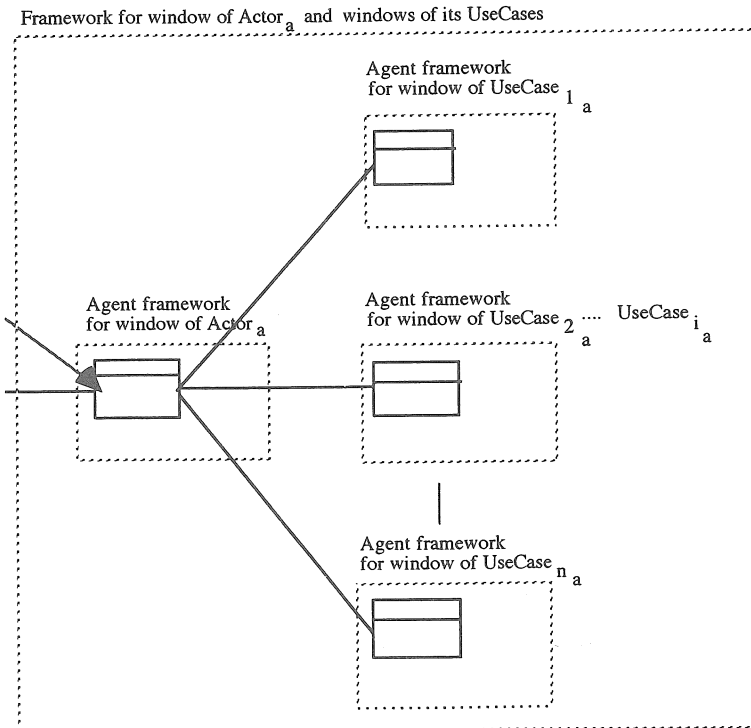 Framework for window of Actor a and windows of its UseCases
Agent framework
for window of UseCase 1 a
Agent framework
for window of Actor a
Agent framework
for window of UseCase 2 a .... UseCase i a
Agent framework
for window of UseCase n a